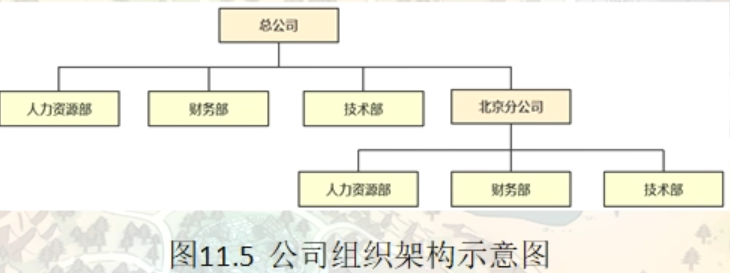 总公司
人力资源部 财务部 技术部 北京分公司
人力资源部 财务部 技术部
图11.5 公司组织架构示意图